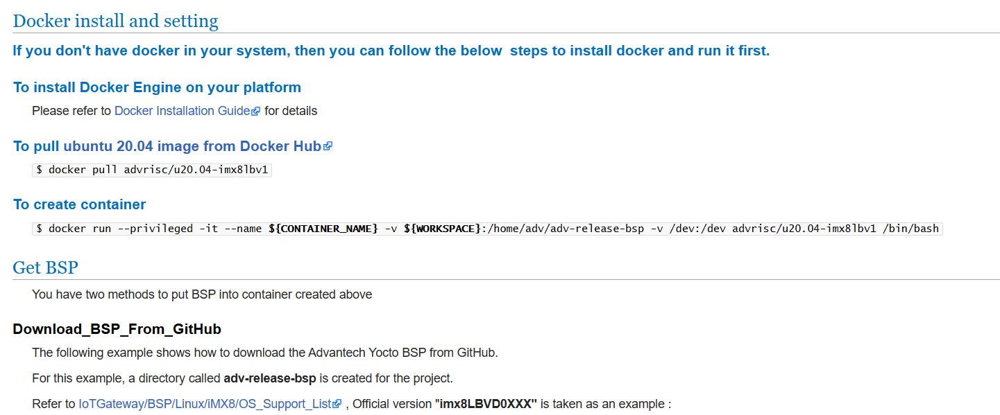 Docker install and setting
If you don't have docker in your system, then you can follow the below  steps to install docker and run it first.
To install Docker Engine on your platform
Please refer to Docker Installation Guide for details
To pull ubuntu 20.04 image from Docker Hub
$ docker pull advrisc/u20.04-imx8lbv1
To create container
$ docker run --privileged -it --name ${CONTAINER_NAME} -v ${WORKSPACE}:/home/adv/adv-release-bsp -v /dev:/dev advrisc/u20.04-imx8lbv1 /bin/bash
Get BSP
You have two methods to put BSP into container created above
Download_BSP_From_GitHub
The following example shows how to download the Advantech Yocto BSP from GitHub.
For this example, a directory called adv-release-bsp is created for the project.
Refer to IoTGateway/BSP/Linux/iMX8/OS_Support_List , Official version "imx8LBVD0XXX" is taken as an example :